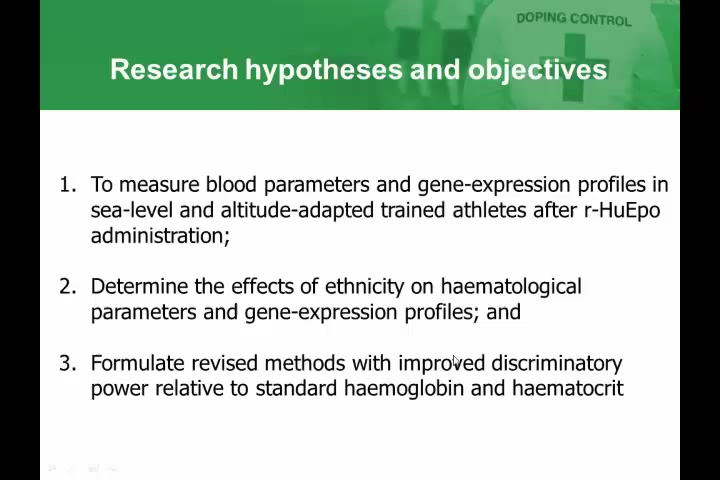 DOPING CONTROL
Research hypotheses and objectives
1. To measure blood parameters and gene-expression profiles in
sea-level and altitude-adapted trained athletes after r-HuEpo
administration;
2. Determine the effects of ethnicity on haematological
parameters and gene-expression profiles; and
3. Formulate revised methods with improved discriminatory
power relative to standard haemoglobin and haematocrit